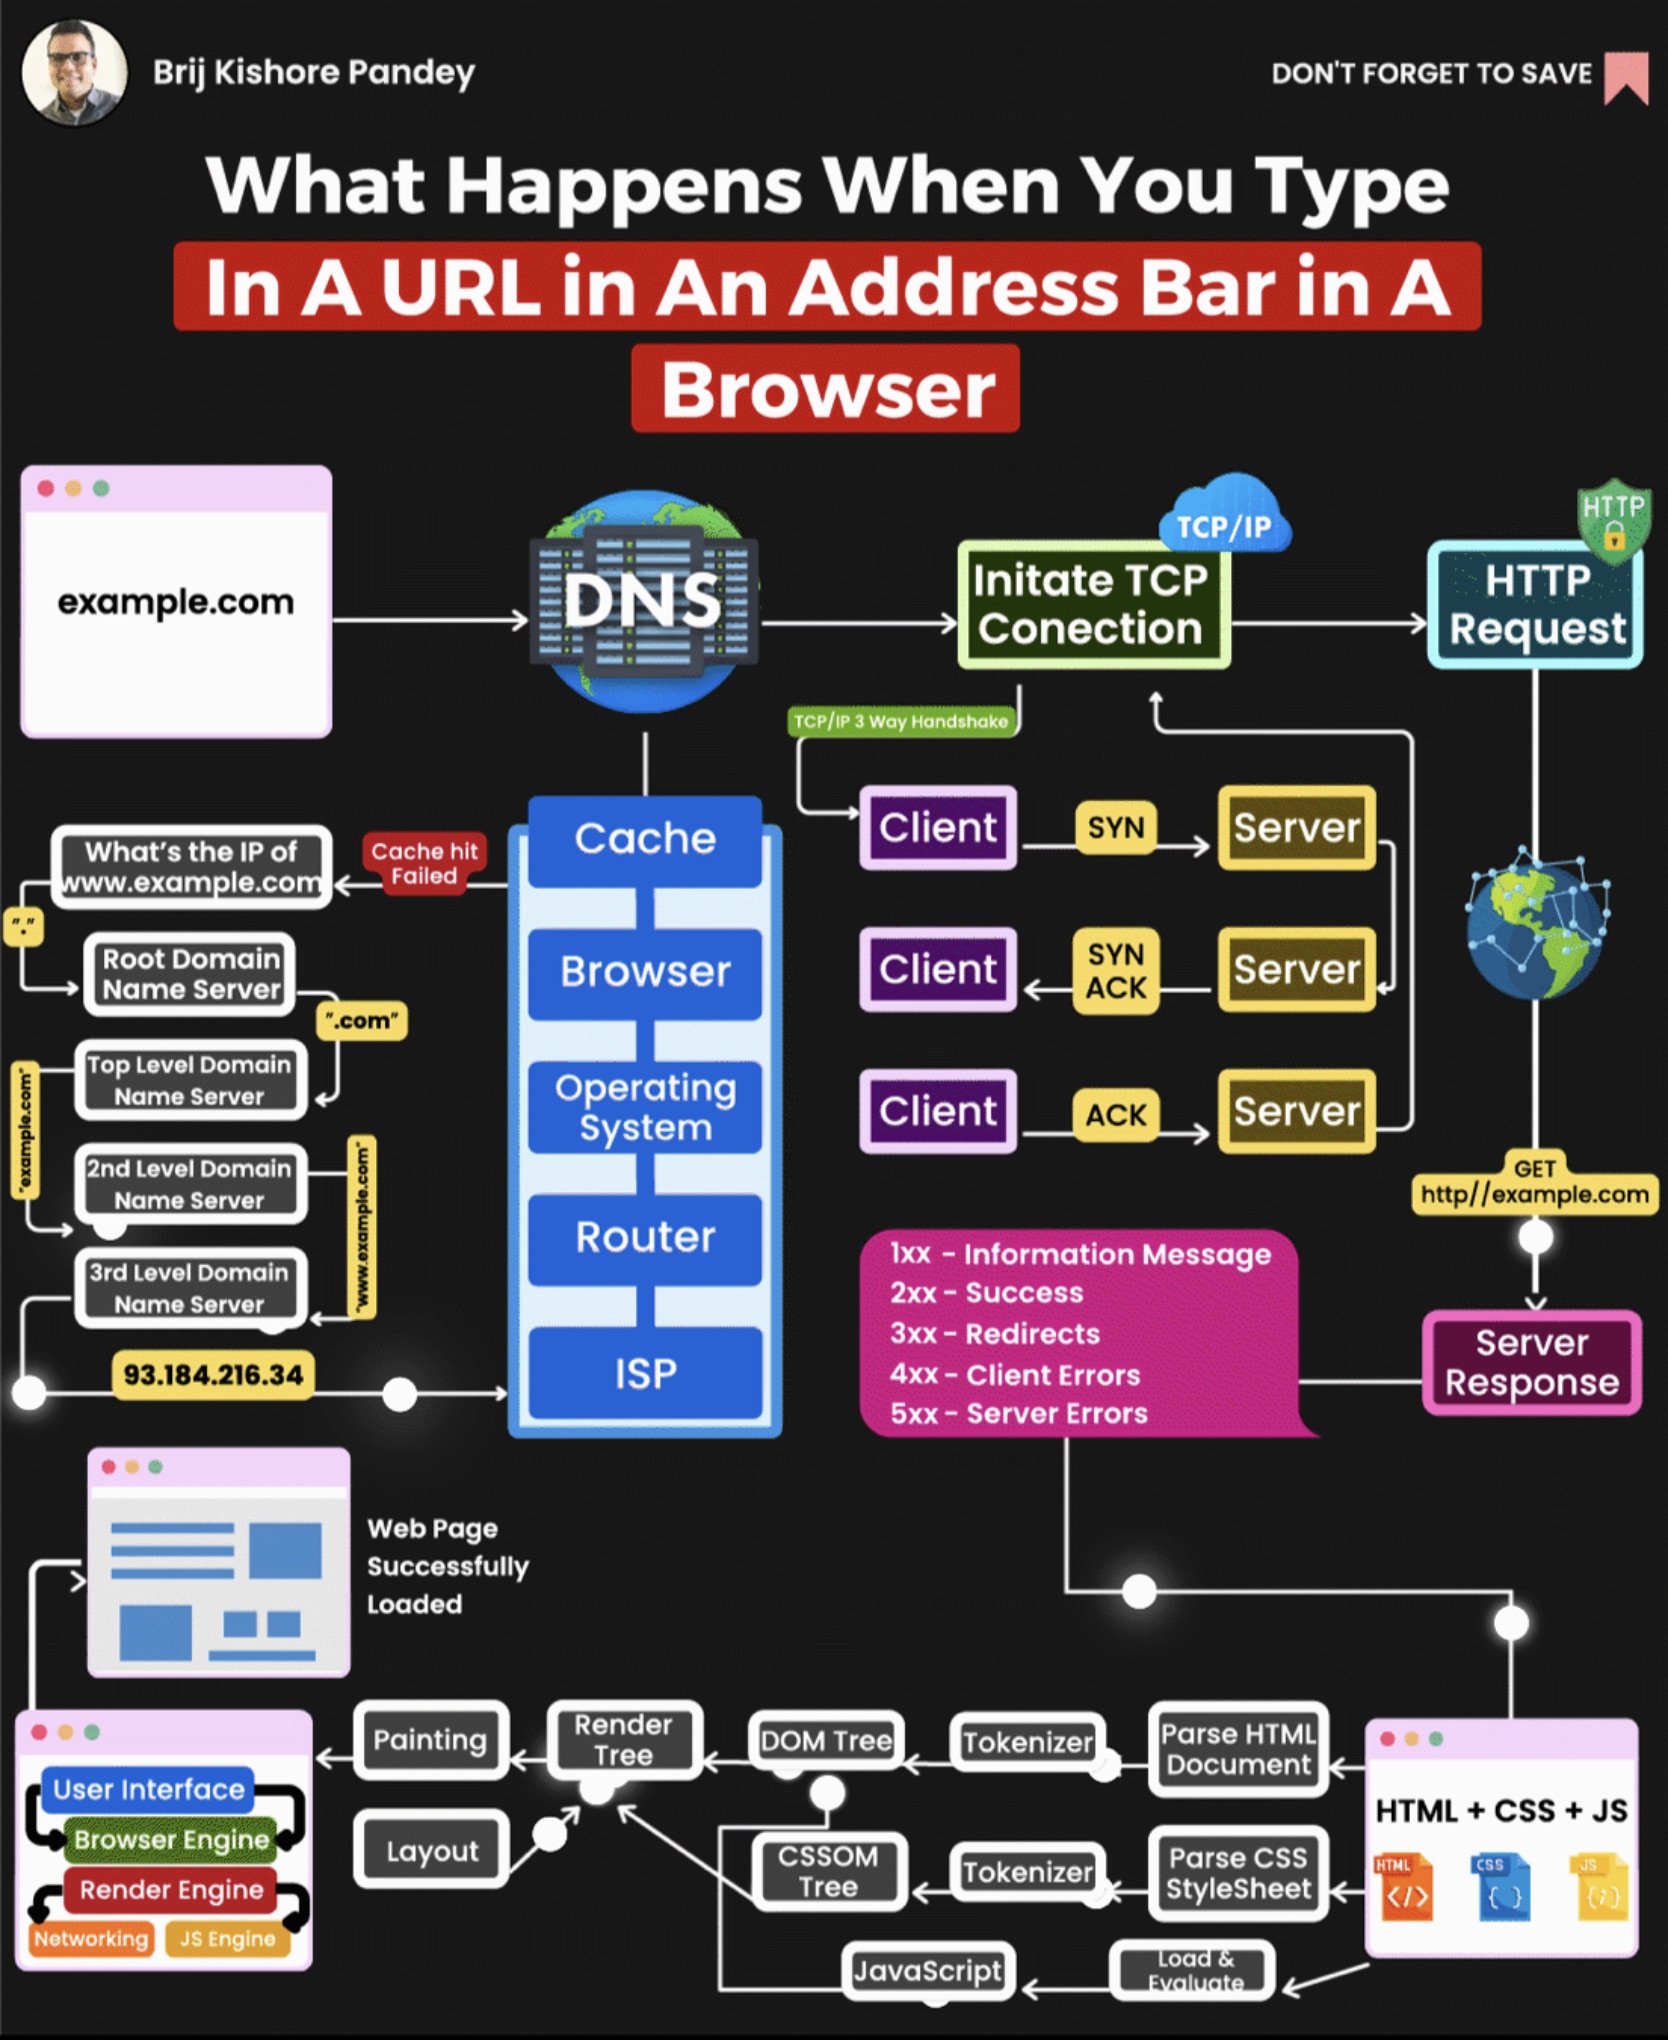 Brij Kishore Pandey
DON'T FORGET TO SAVE
What Happens When You Type
In A URL in An Address Bar in A
Browser
example.com
DNS
TCP/IP
Initate TCP
Conection
HTTP
HTTP
Request
TCP/IP 3 Way Handshake
Client
SYN
Server
Client
SYN
ACK
Server
Client
ACK
Server
Cache
Browser
Operating
System
Router
ISP
Cache hit
Failed
What's the IP of
www.example.com
"."
Root Domain
Name Server
".com"
Top Level Domain
Name Server
"example.com"
2nd Level Domain
Name Server
"www.example.com"
3rd Level Domain
Name Server
93.184.216.34
GET
http//example.com
Server
Response
1xx - Information Message
2xx - Success
3xx - Redirects
4xx - Client Errors
5xx - Server Errors
Web Page
Successfully
Loaded
HTML + CSS + JS
HTML
</>
CSS
{ }
JS
{;}
Parse HTML
Document
Tokenizer
DOM Tree
Render
Tree
Painting
Layout
Parse CSS
StyleSheet
Tokenizer
CSSOM
Tree
Load &
Evaluate
JavaScript
User Interface
Browser Engine
Render Engine
Networking
JS Engine